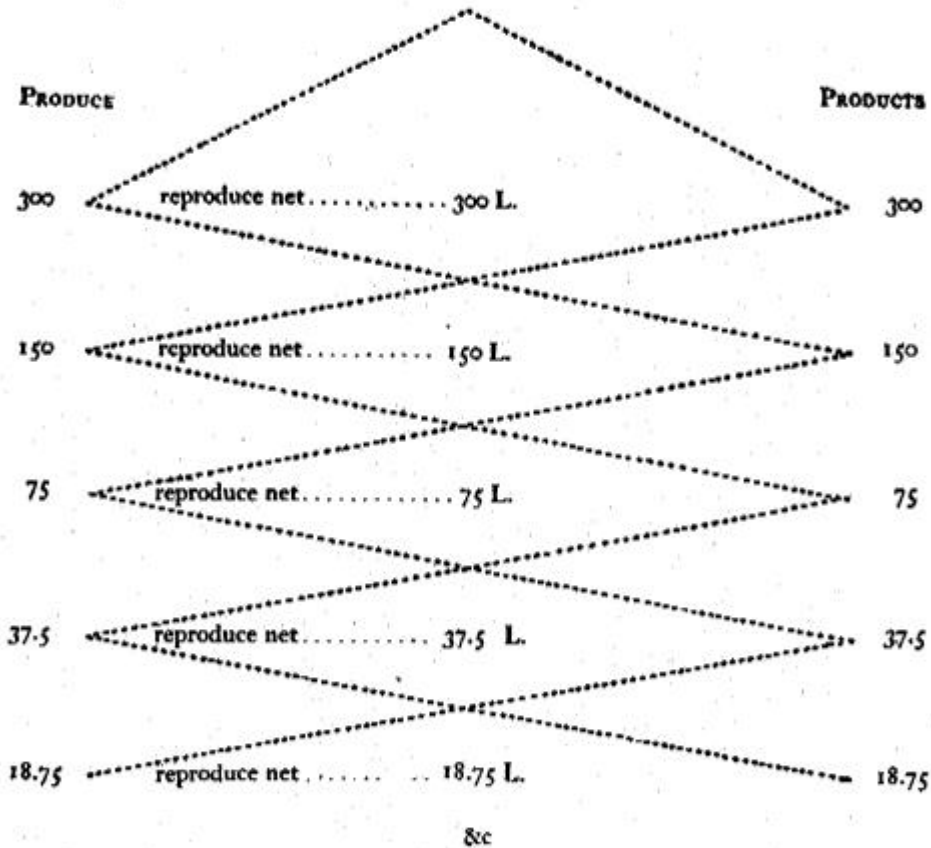 PRODUCE PRODUCTS
300 reproduce net.......... 300 L. 300
150 reproduce net.......... 150 L. 150
75 reproduce net.......... 75 L. 75
37.5 reproduce net.......... 37.5 L. 37.5
18.75 reproduce net.......... 18.75 L. 18.75
&c